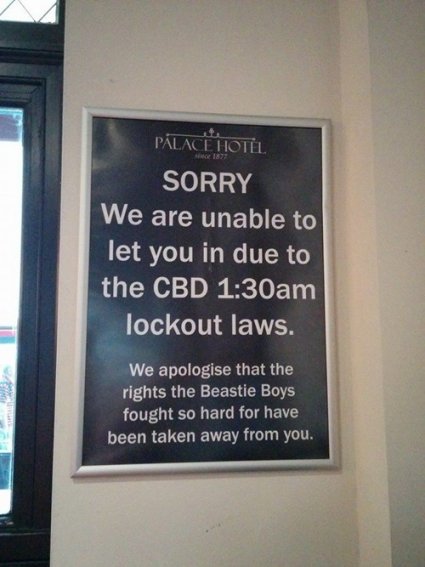 PALACE HOTEL
since 1877
SORRY
We are unable to
let you in due to
the CBD 1:30am
lockout laws.
We apologise that the
rights the Beastie Boys
fought so hard for have
been taken away from you.